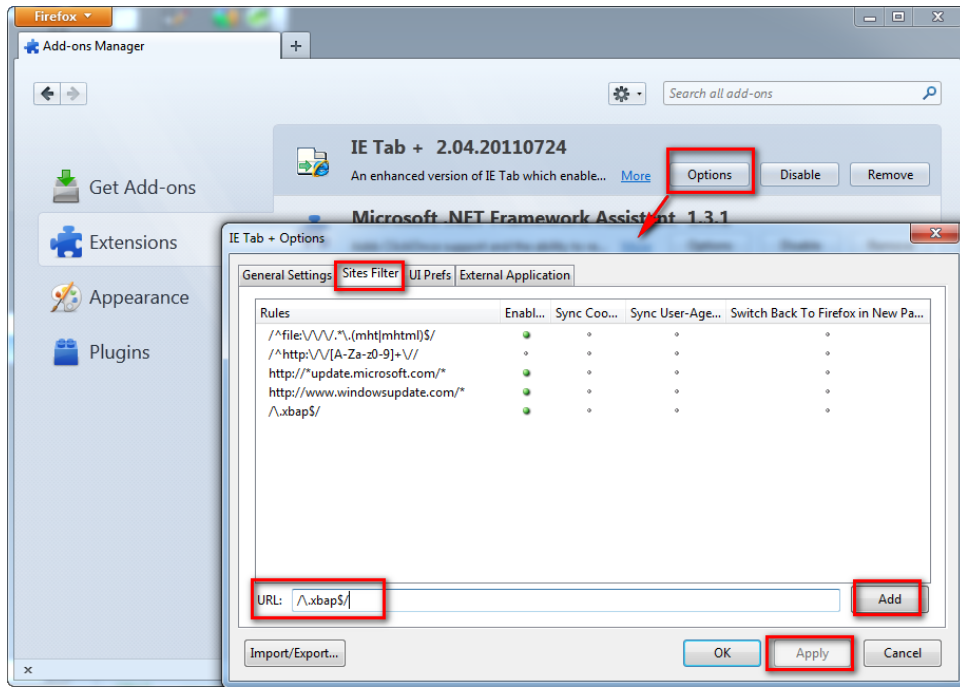 Firefox
Add-ons Manager
+
Search all add-ons
IE Tab + 2.04.20110724
An enhanced version of IE Tab which enable... More Options Disable Remove
Get Add-ons
Microsoft .NET Framework Assistant 1.3.1
Extensions
Appearance
Plugins
IE Tab + Options
General Settings Sites Filter UI Prefs External Application
Rules Enabl... Sync Coo... Sync User-Age... Switch Back To Firefox in New Pa...
/^file:\/\/\/.*\.(mht|mhtml)$/
/^http:\/\/[A-Za-z0-9]+\//
http://*update.microsoft.com/*
http://www.windowsupdate.com/*
/\.xbap$/
URL: /\.xbap$/ Add
Import/Export... OK Apply Cancel
x